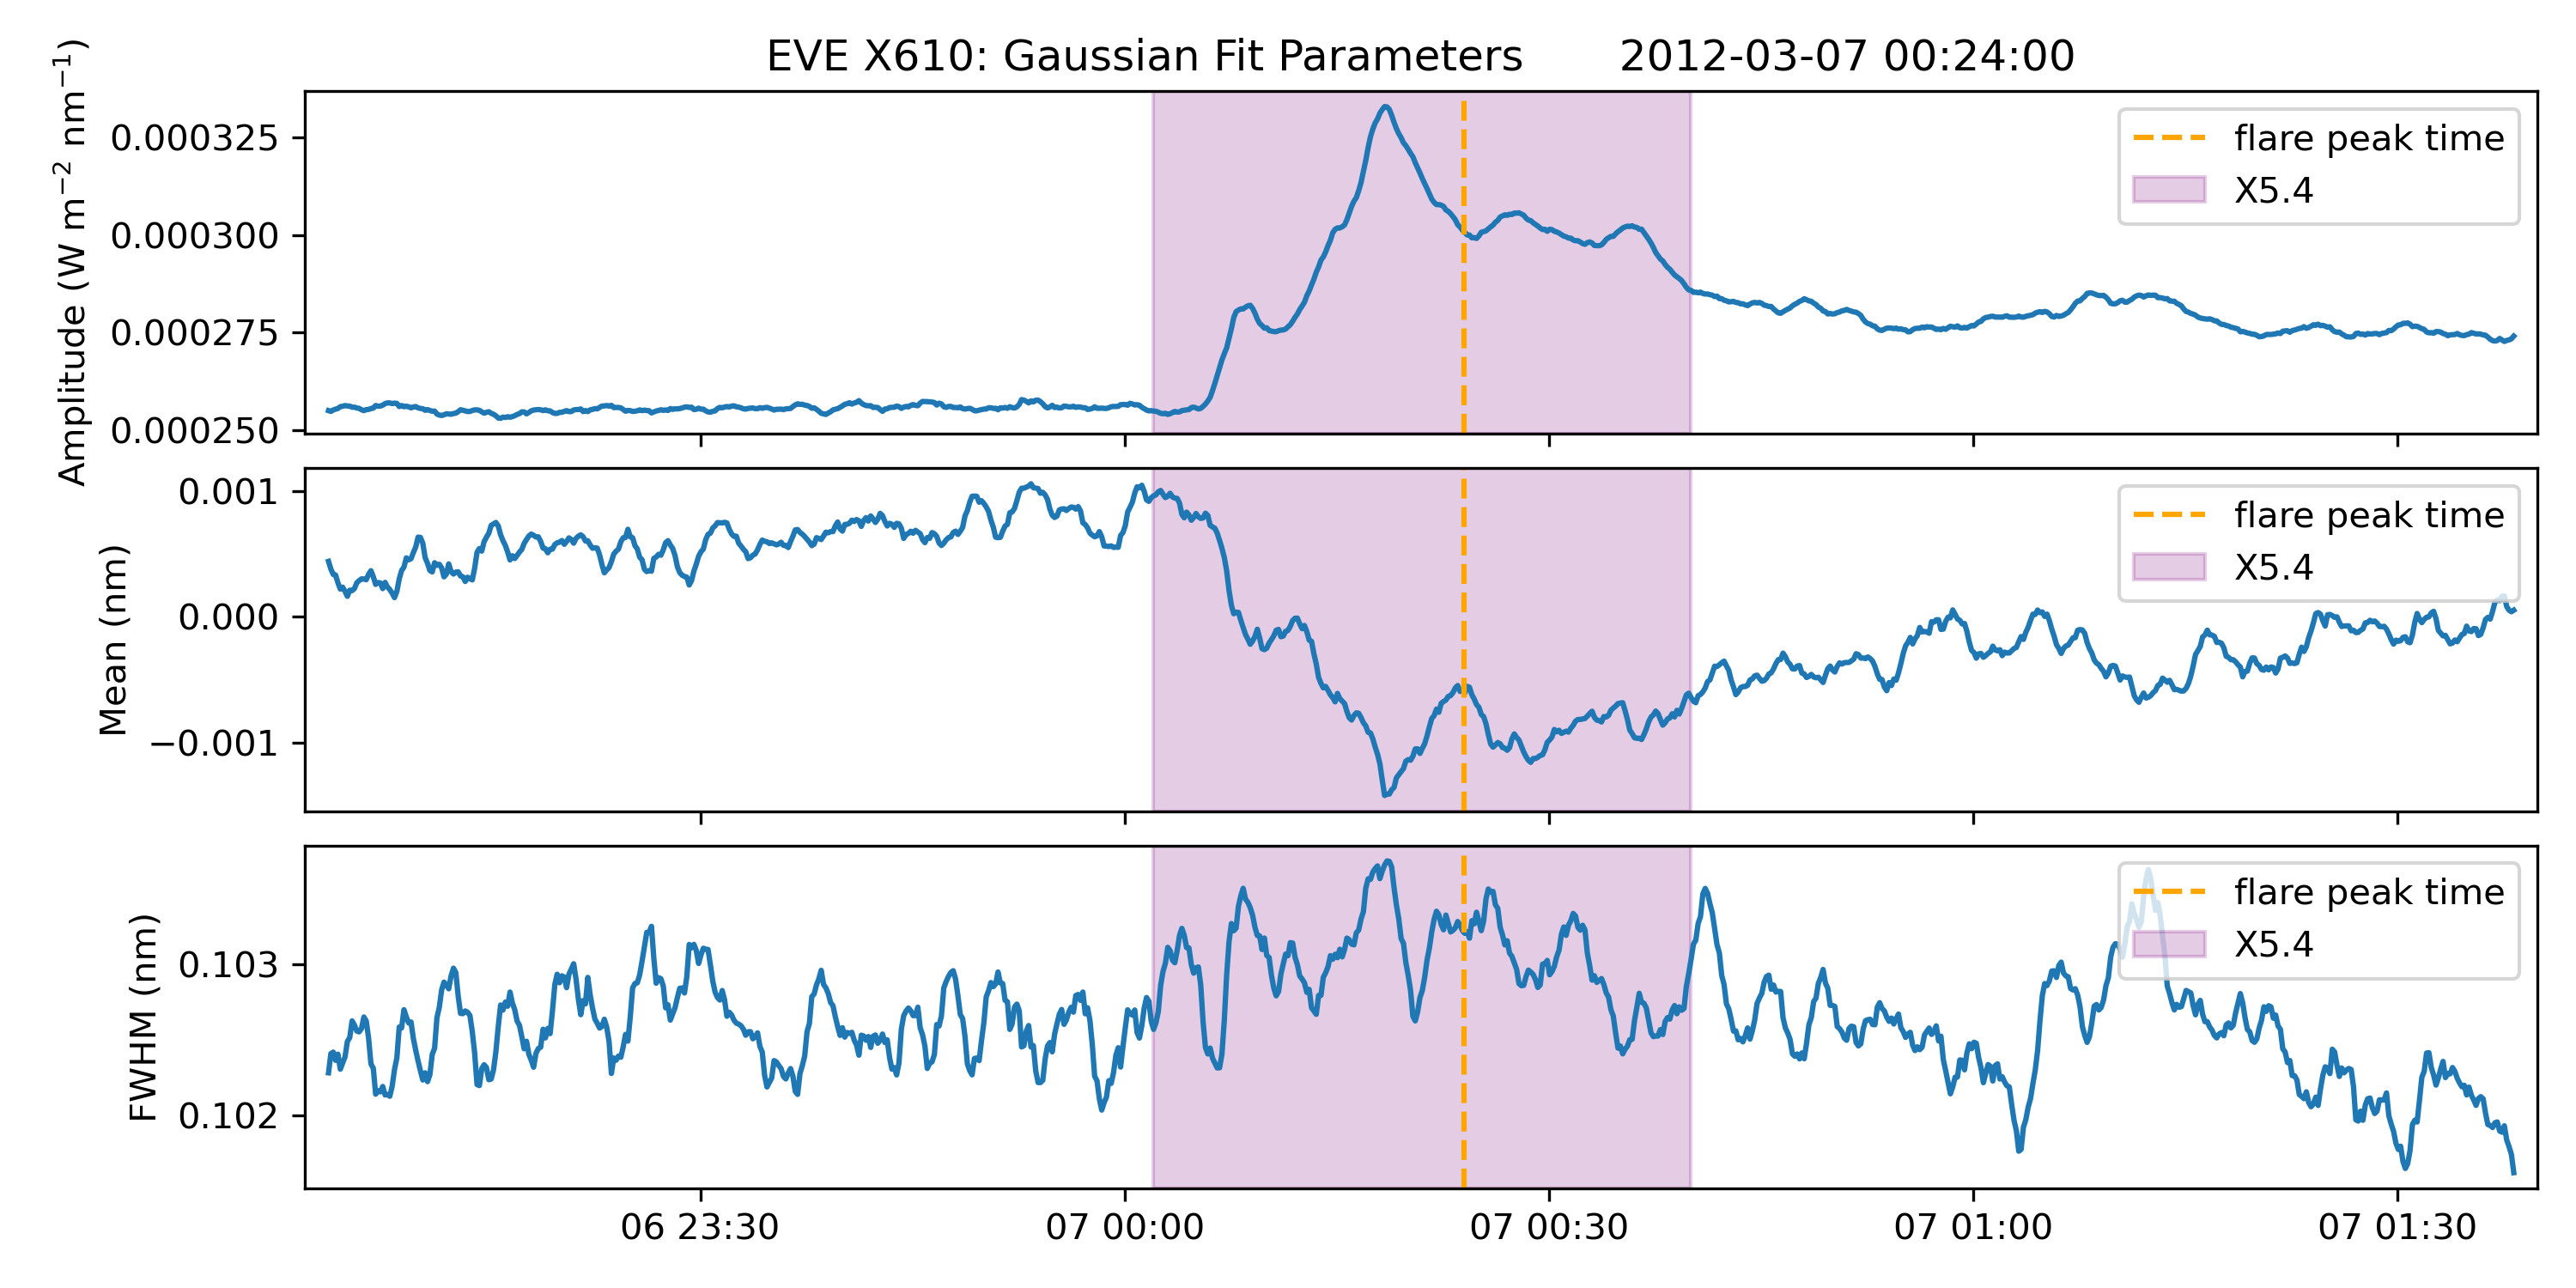 EVE X610: Gaussian Fit Parameters 2012-03-07 00:24:00
Amplitude (W m⁻² nm⁻¹)
0.000325
0.000300
0.000275
0.000250
flare peak time
X5.4
Mean (nm)
0.001
0.000
−0.001
flare peak time
X5.4
FWHM (nm)
0.103
0.102
flare peak time
X5.4
06 23:30 07 00:00 07 00:30 07 01:00 07 01:30